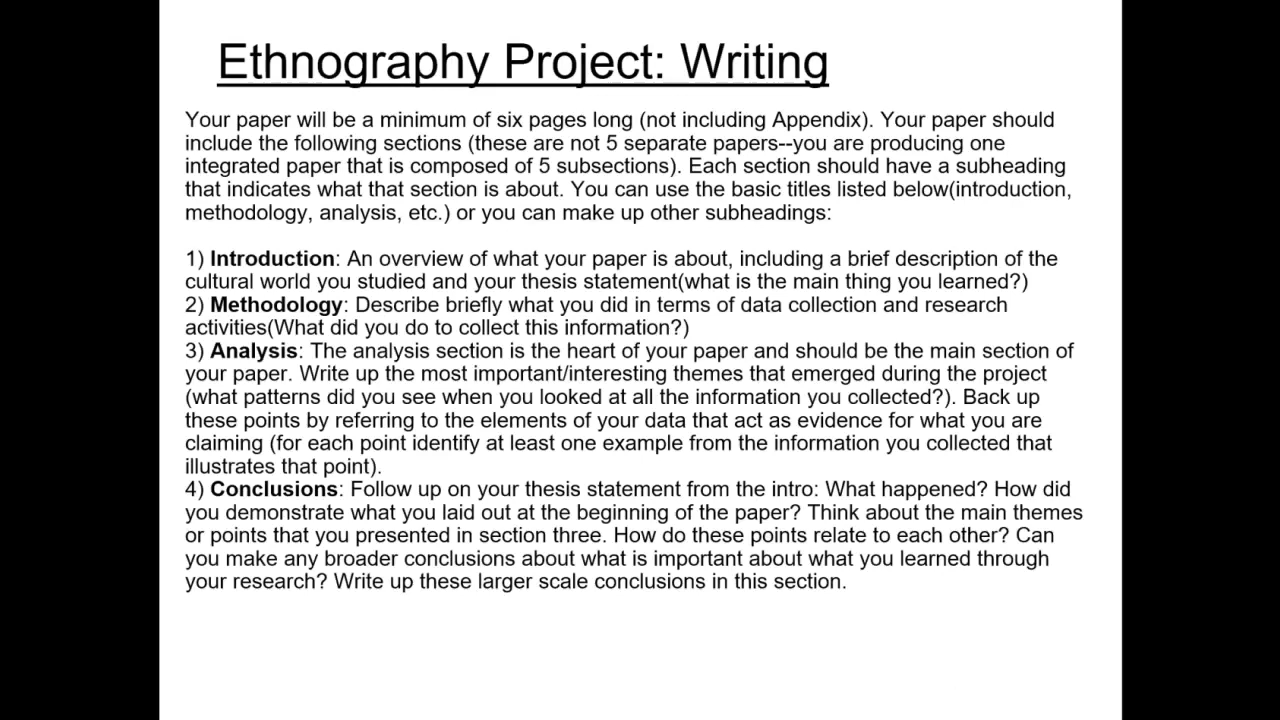 Ethnography Project: Writing
Your paper will be a minimum of six pages long (not including Appendix). Your paper should
include the following sections (these are not 5 separate papers--you are producing one
integrated paper that is composed of 5 subsections). Each section should have a subheading
that indicates what that section is about. You can use the basic titles listed below(introduction,
methodology, analysis, etc.) or you can make up other subheadings:
1) Introduction: An overview of what your paper is about, including a brief description of the
cultural world you studied and your thesis statement(what is the main thing you learned?)
2) Methodology: Describe briefly what you did in terms of data collection and research
activities(What did you do to collect this information?)
3) Analysis: The analysis section is the heart of your paper and should be the main section of
your paper. Write up the most important/interesting themes that emerged during the project
(what patterns did you see when you looked at all the information you collected?). Back up
these points by referring to the elements of your data that act as evidence for what you are
claiming (for each point identify at least one example from the information you collected that
illustrates that point).
4) Conclusions: Follow up on your thesis statement from the intro: What happened? How did
you demonstrate what you laid out at the beginning of the paper? Think about the main themes
or points that you presented in section three. How do these points relate to each other? Can
you make any broader conclusions about what is important about what you learned through
your research? Write up these larger scale conclusions in this section.